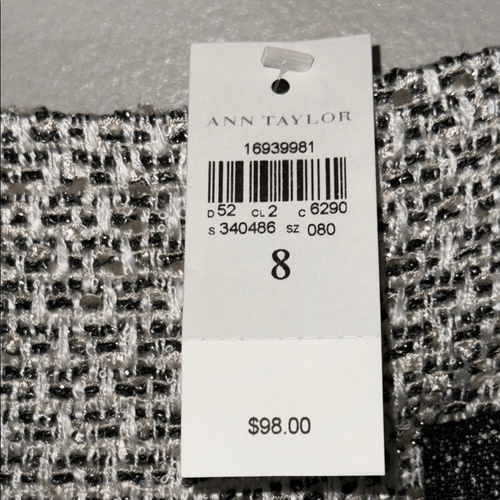 ANN TAYLOR
16939981
D 52 CL 2 C 6290
S 340486 SZ 080
8
$98.00